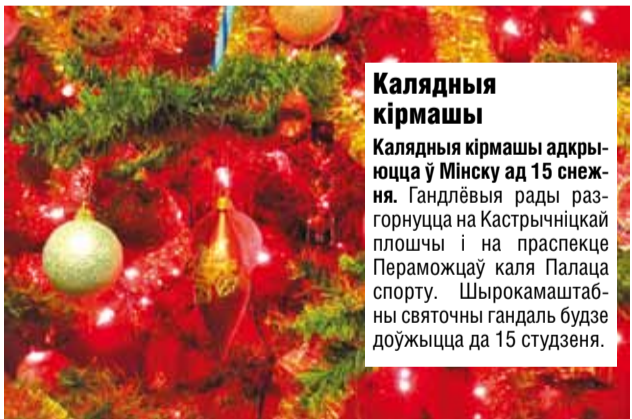 Калядныя
кірмашы
Калядныя кірмашы адкры-
юцца ў Мінску ад 15 снеж-
ня. Гандлёвыя рады раз-
горнуцца на Кастрычніцкай
плошчы і на праспекце
Пераможцаў каля Палаца
спорту. Шырокамаштаб-
ны святочны гандаль будзе
доўжыцца да 15 студзеня.